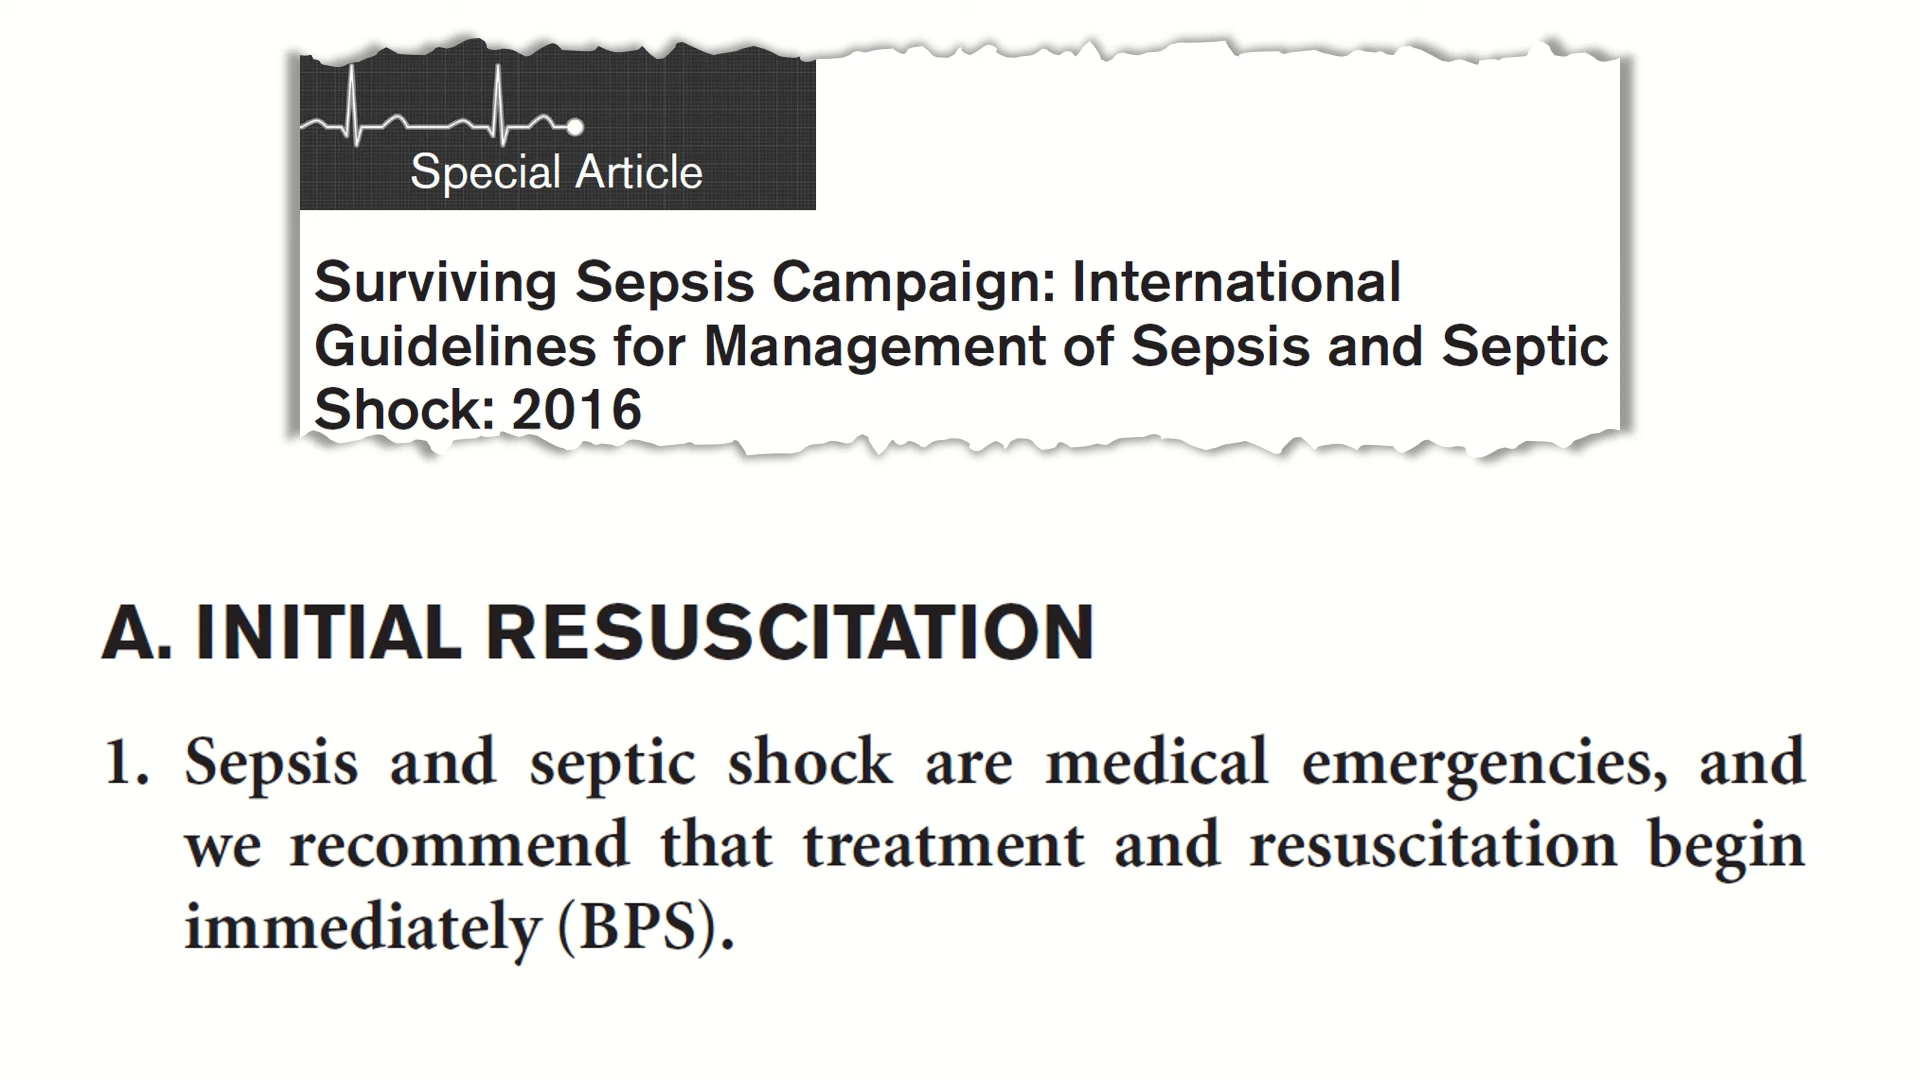 Special Article
Surviving Sepsis Campaign: International
Guidelines for Management of Sepsis and Septic
Shock: 2016
A. INITIAL RESUSCITATION
1. Sepsis and septic shock are medical emergencies, and
we recommend that treatment and resuscitation begin
immediately (BPS).